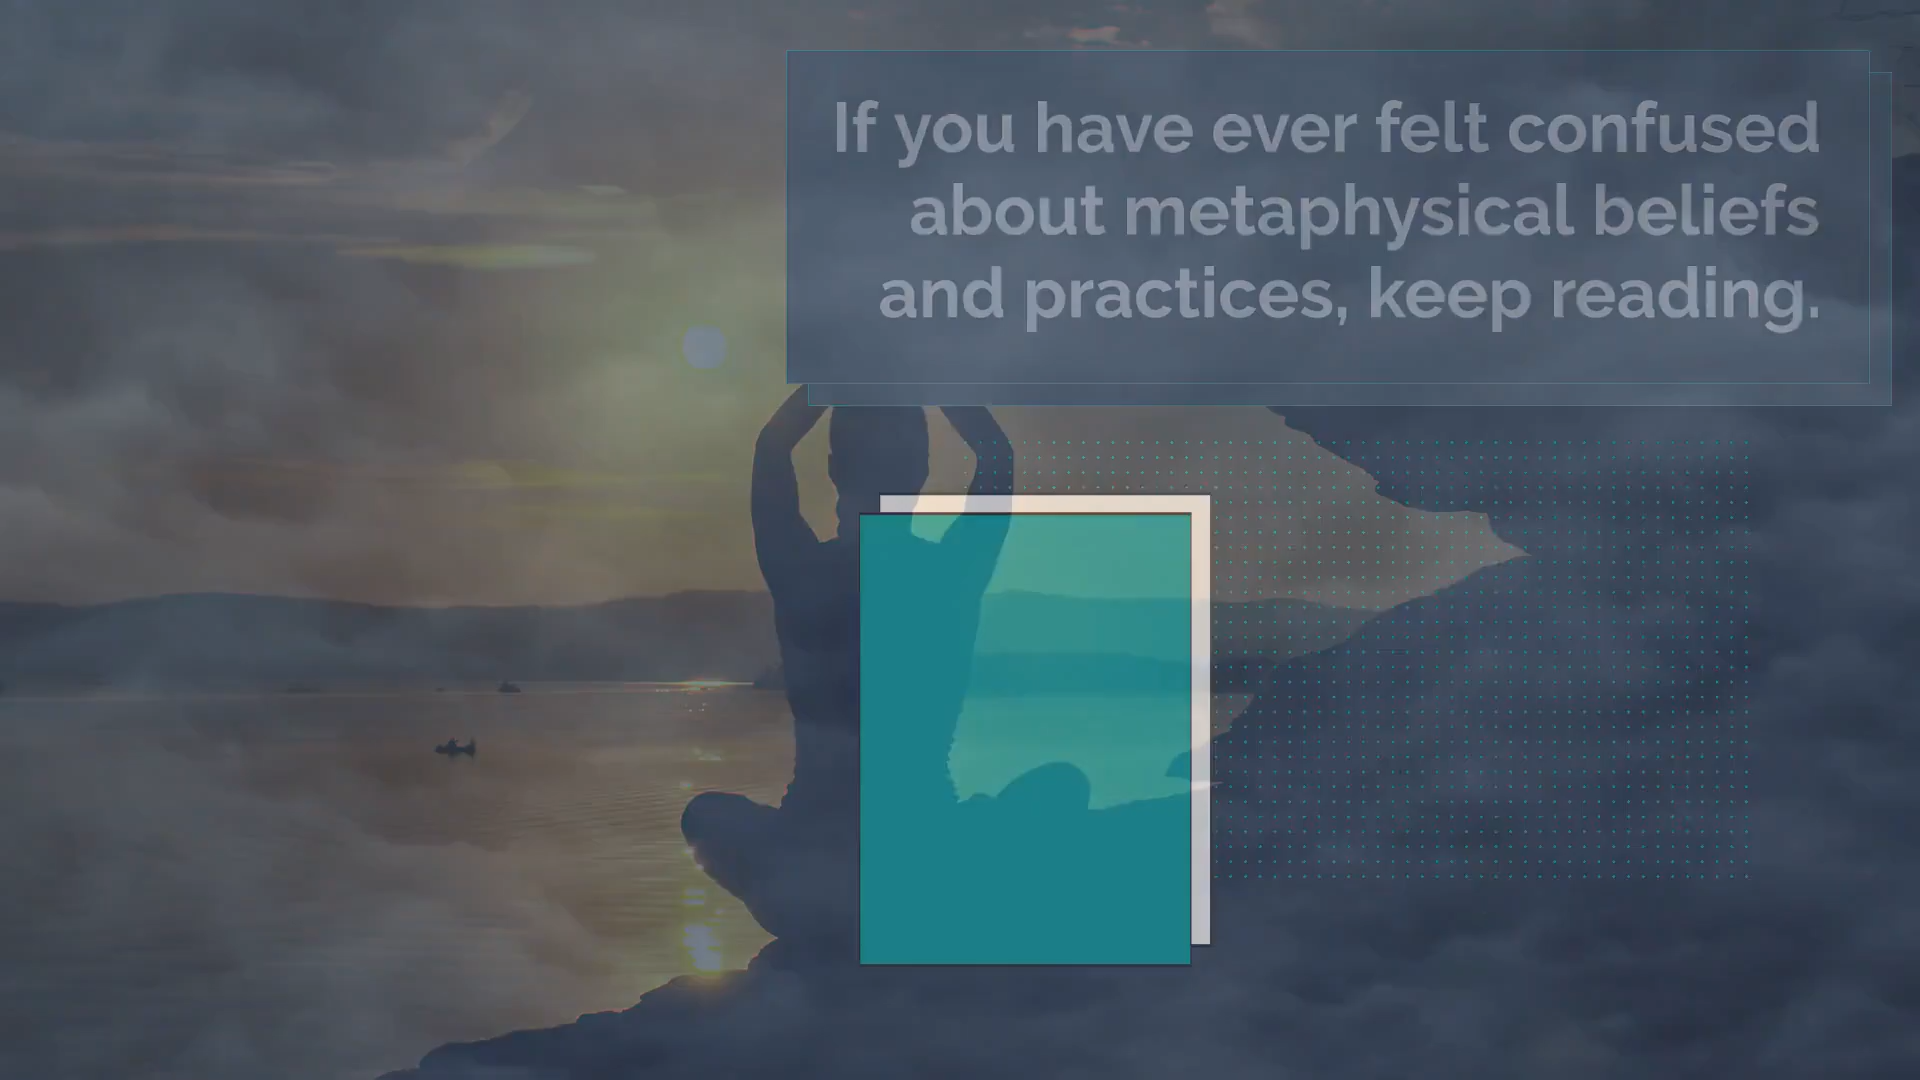 If you have ever felt confused
about metaphysical beliefs
and practices, keep reading.